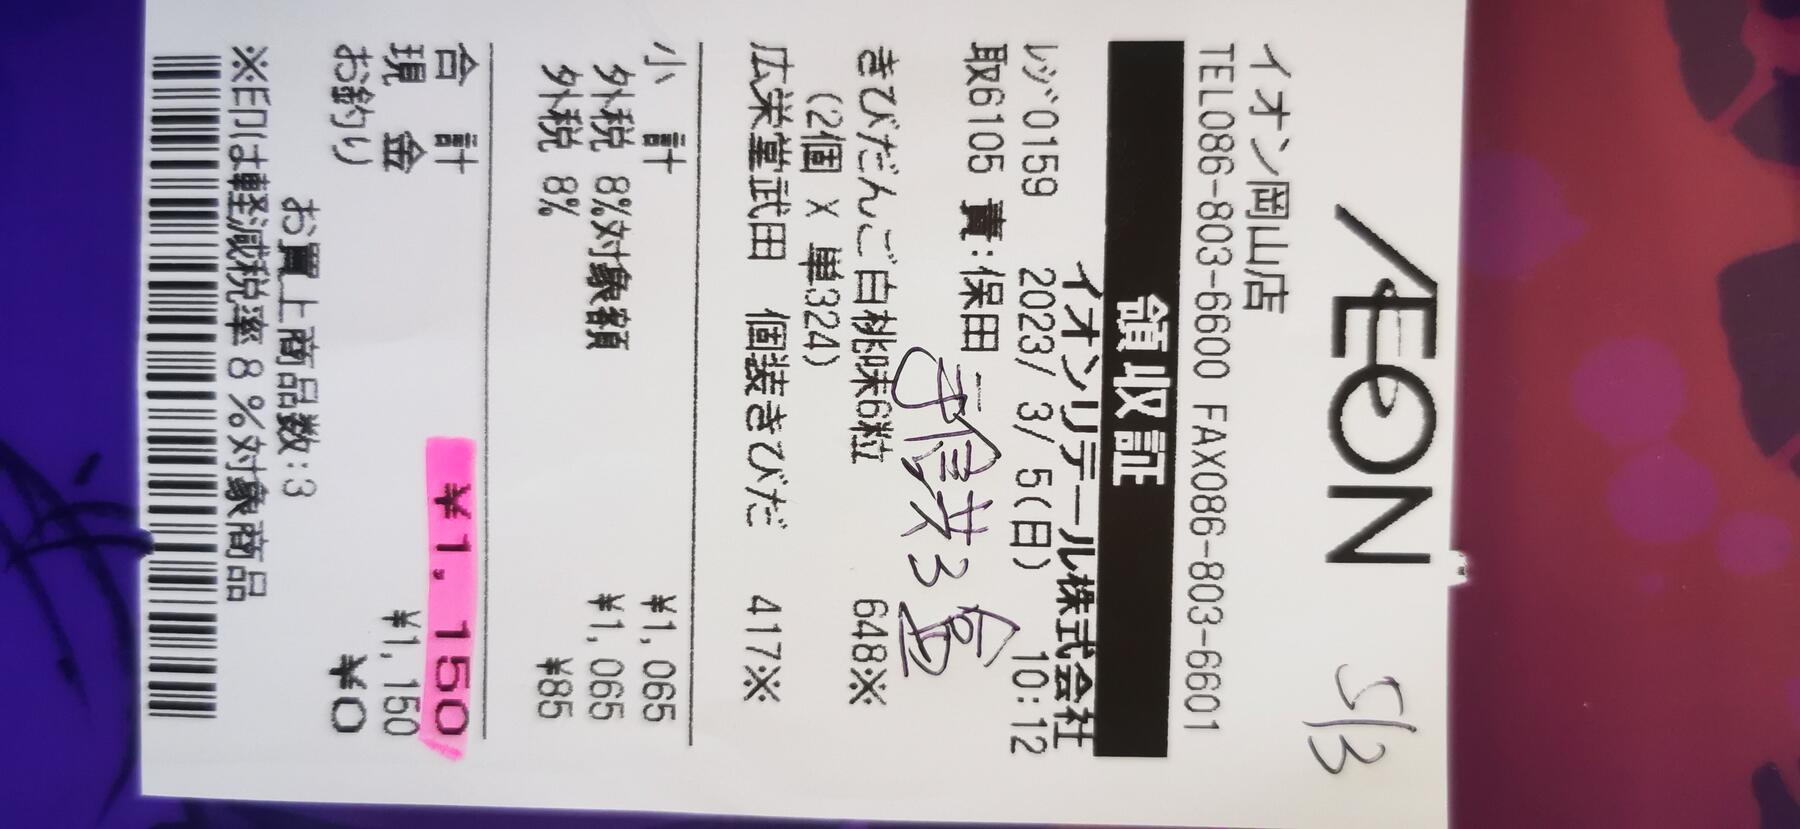 AEON
5/3
イオン岡山店
TEL086-803-6600 FAX086-803-6601
領収証
イオンリテール株式会社
レジ0159 2023/ 3/ 5(日) 10:12
取6105 責:保田
共3盒
きびだんご白桃味6粒 648※
(2個 X 単324)
広栄堂武田 個装きびだ 417※
小 計 ¥1,065
外税 8%対象額 ¥1,065
外税 8% ¥85
合 計 ¥1,150
現 金 ¥1,150
お釣り ¥0
お買上商品数:3
※印は軽減税率8%対象商品